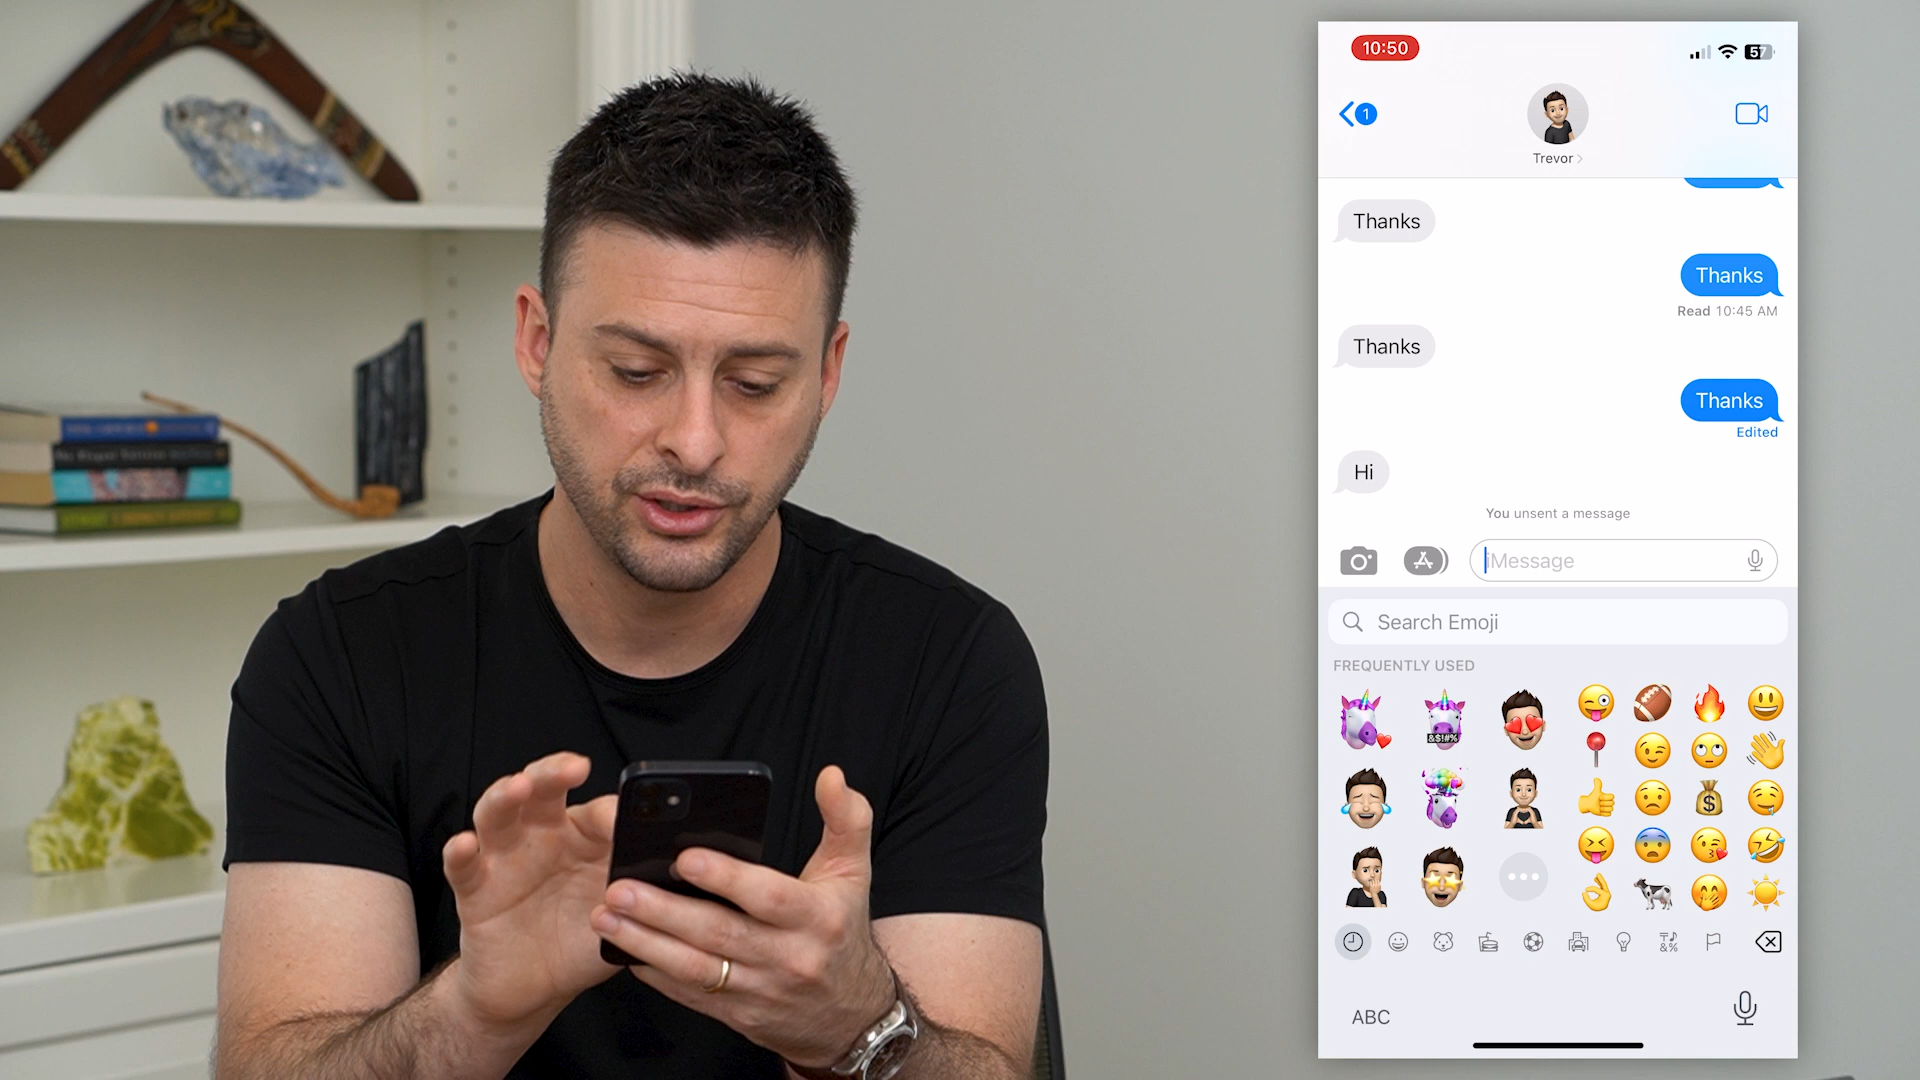 10:50
57
1
Trevor
Thanks
Thanks
Read 10:45 AM
Thanks
Thanks
Edited
Hi
You unsent a message
iMessage
Search Emoji
FREQUENTLY USED
&$!#%
&%
ABC